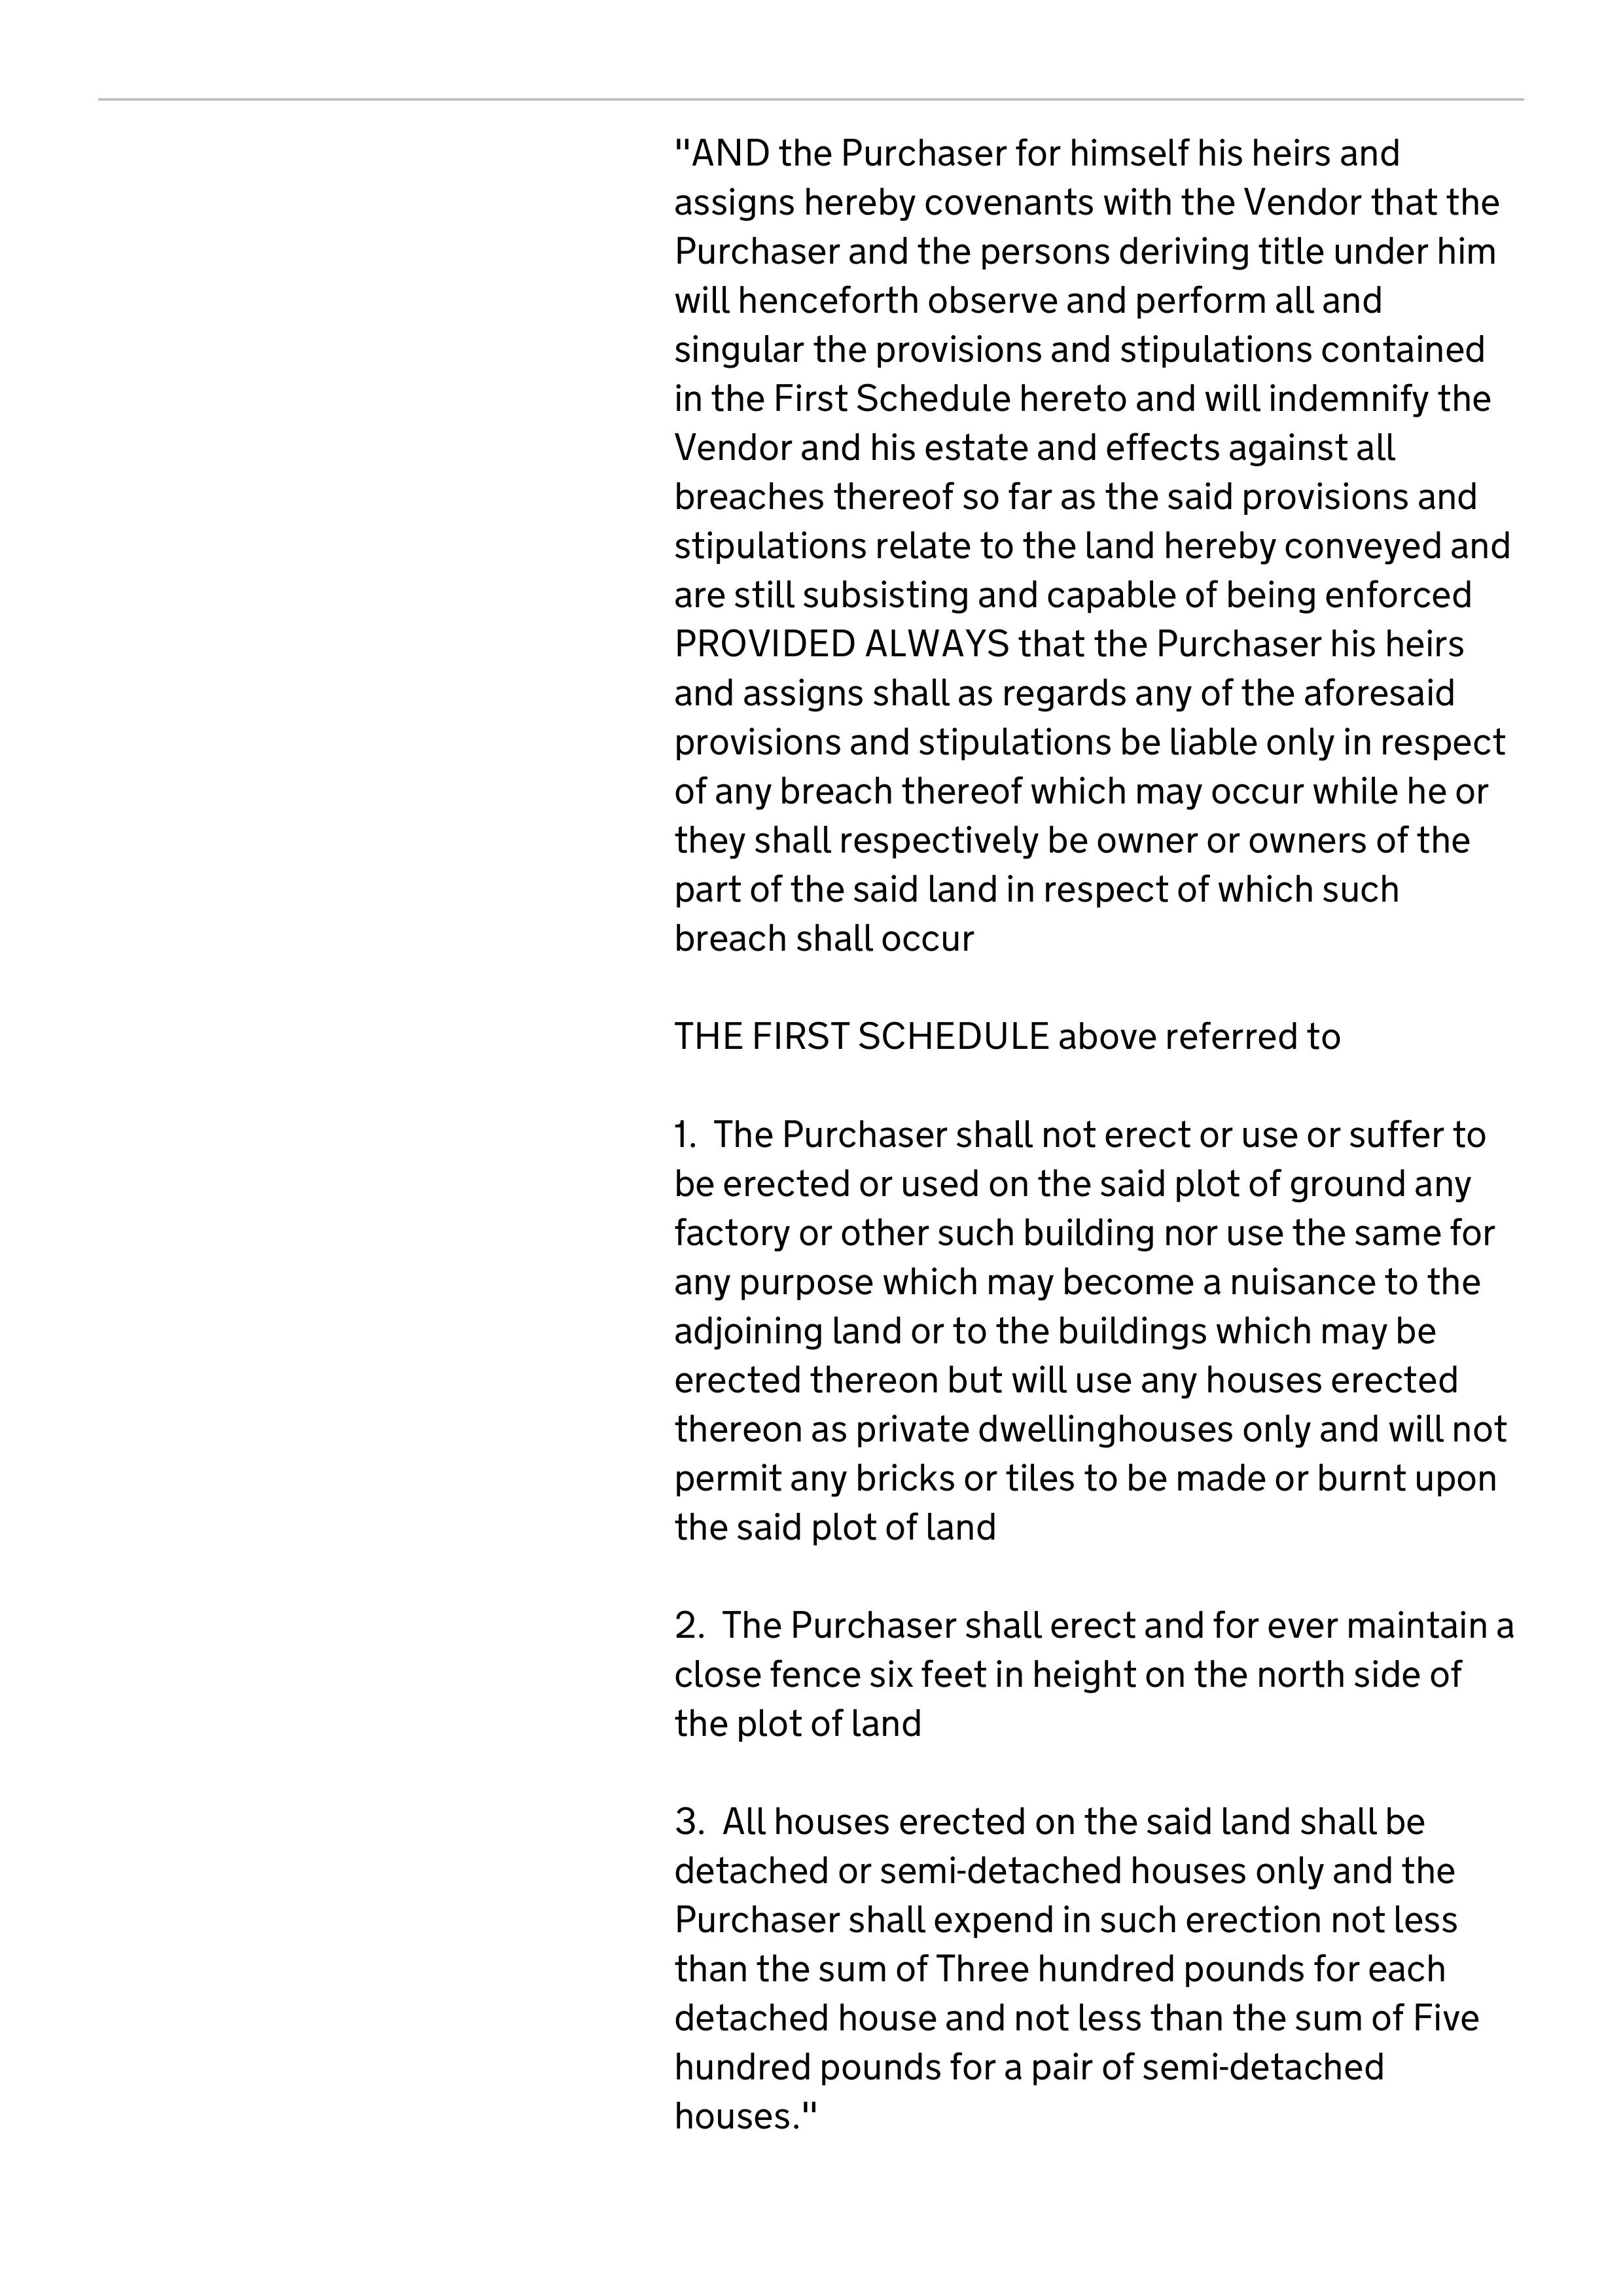 "AND the Purchaser for himself his heirs and
assigns hereby covenants with the Vendor that the
Purchaser and the persons deriving title under him
will henceforth observe and perform all and
singular the provisions and stipulations contained
in the First Schedule hereto and will indemnify the
Vendor and his estate and effects against all
breaches thereof so far as the said provisions and
stipulations relate to the land hereby conveyed and
are still subsisting and capable of being enforced
PROVIDED ALWAYS that the Purchaser his heirs
and assigns shall as regards any of the aforesaid
provisions and stipulations be liable only in respect
of any breach thereof which may occur while he or
they shall respectively be owner or owners of the
part of the said land in respect of which such
breach shall occur
THE FIRST SCHEDULE above referred to
1. The Purchaser shall not erect or use or suffer to
be erected or used on the said plot of ground any
factory or other such building nor use the same for
any purpose which may become a nuisance to the
adjoining land or to the buildings which may be
erected thereon but will use any houses erected
thereon as private dwellinghouses only and will not
permit any bricks or tiles to be made or burnt upon
the said plot of land
2. The Purchaser shall erect and for ever maintain a
close fence six feet in height on the north side of
the plot of land
3. All houses erected on the said land shall be
detached or semi-detached houses only and the
Purchaser shall expend in such erection not less
than the sum of Three hundred pounds for each
detached house and not less than the sum of Five
hundred pounds for a pair of semi-detached
houses."